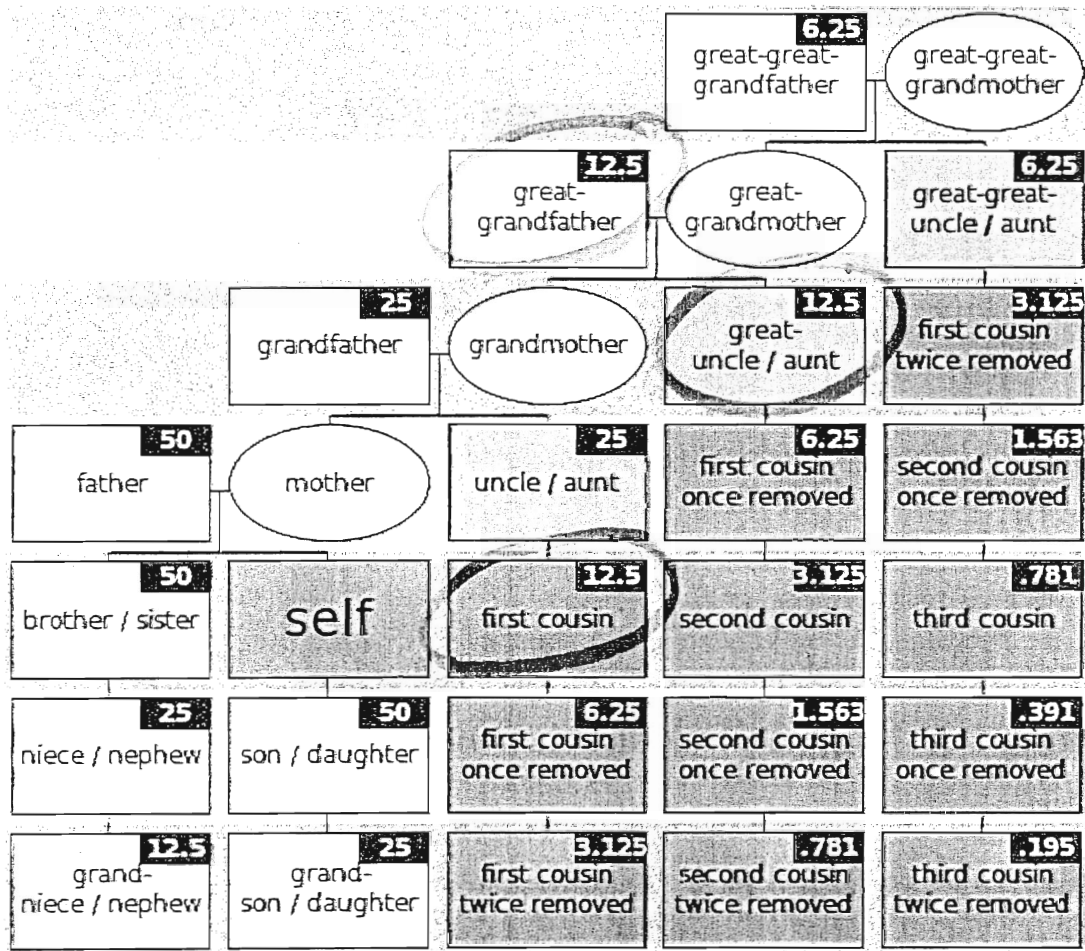 6.25
great-great-
grandfather
great-great-
grandmother
12.5
great-
grandfather
great-
grandmother
6.25
great-great-
uncle / aunt
25
grandfather
grandmother
12.5
great-
uncle / aunt
3.125
first cousin
twice removed
50
father
mother
25
uncle / aunt
6.25
first cousin
once removed
1.563
second cousin
once removed
50
brother / sister
self
12.5
first cousin
3.125
second cousin
.781
third cousin
25
niece / nephew
50
son / daughter
6.25
first cousin
once removed
1.563
second cousin
once removed
.391
third cousin
once removed
12.5
grand-
niece / nephew
25
grand-
son / daughter
3.125
first cousin
twice removed
.781
second cousin
twice removed
.195
third cousin
twice removed